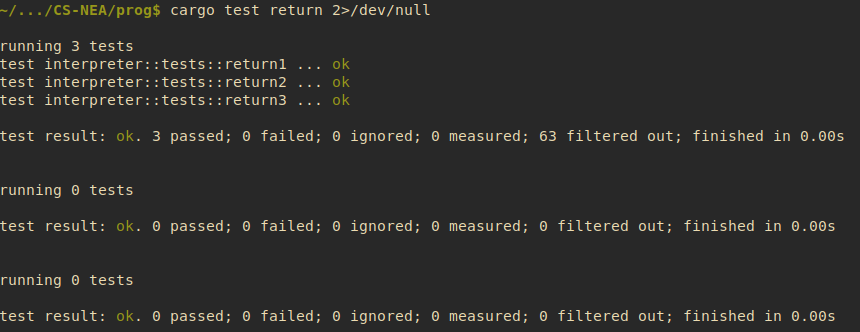 ~/.../CS-NEA/prog$ cargo test return 2>/dev/null
running 3 tests
test interpreter::tests::return1 ... ok
test interpreter::tests::return2 ... ok
test interpreter::tests::return3 ... ok
test result: ok. 3 passed; 0 failed; 0 ignored; 0 measured; 63 filtered out; finished in 0.00s
running 0 tests
test result: ok. 0 passed; 0 failed; 0 ignored; 0 measured; 0 filtered out; finished in 0.00s
running 0 tests
test result: ok. 0 passed; 0 failed; 0 ignored; 0 measured; 0 filtered out; finished in 0.00s